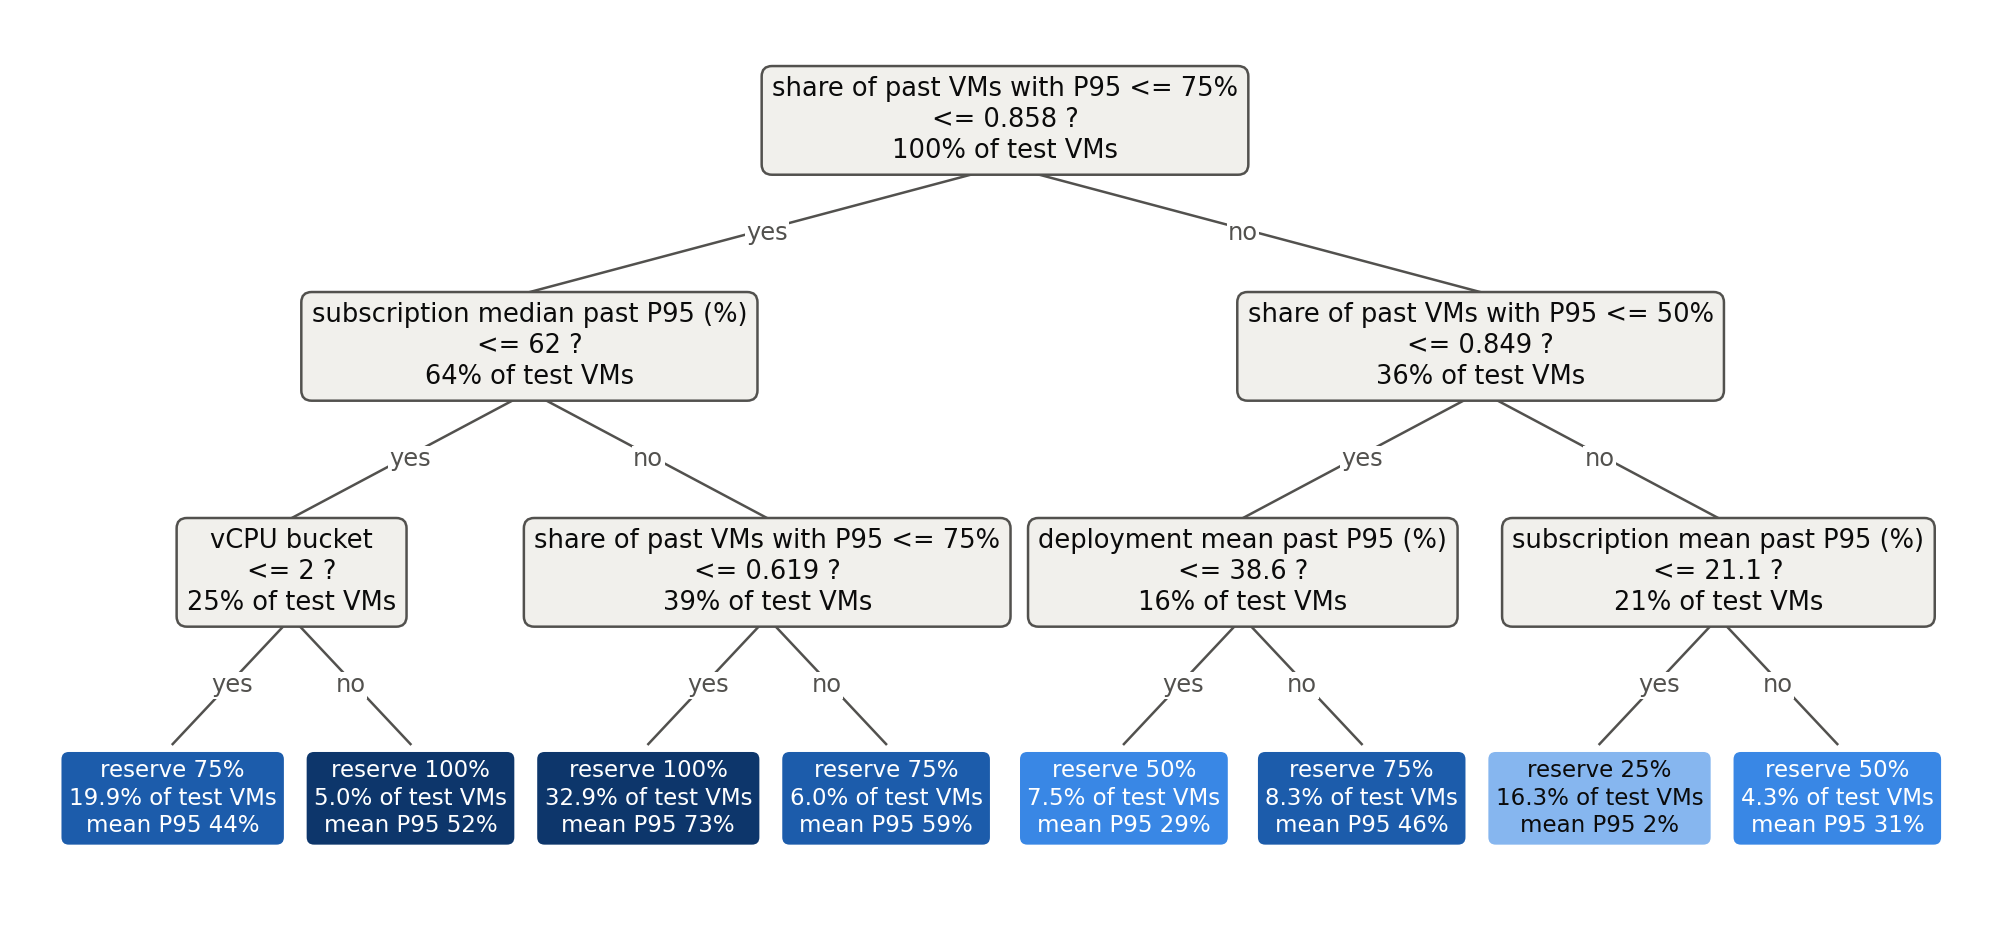 share of past VMs with P95 <= 75%
<= 0.858 ?
100% of test VMs
yes
no
subscription median past P95 (%)
<= 62 ?
64% of test VMs
share of past VMs with P95 <= 50%
<= 0.849 ?
36% of test VMs
yes
no
yes
no
vCPU bucket
<= 2 ?
25% of test VMs
share of past VMs with P95 <= 75%
<= 0.619 ?
39% of test VMs
deployment mean past P95 (%)
<= 38.6 ?
16% of test VMs
subscription mean past P95 (%)
<= 21.1 ?
21% of test VMs
yes
no
yes
no
yes
no
yes
no
reserve 75%
19.9% of test VMs
mean P95 44%
reserve 100%
5.0% of test VMs
mean P95 52%
reserve 100%
32.9% of test VMs
mean P95 73%
reserve 75%
6.0% of test VMs
mean P95 59%
reserve 50%
7.5% of test VMs
mean P95 29%
reserve 75%
8.3% of test VMs
mean P95 46%
reserve 25%
16.3% of test VMs
mean P95 2%
reserve 50%
4.3% of test VMs
mean P95 31%